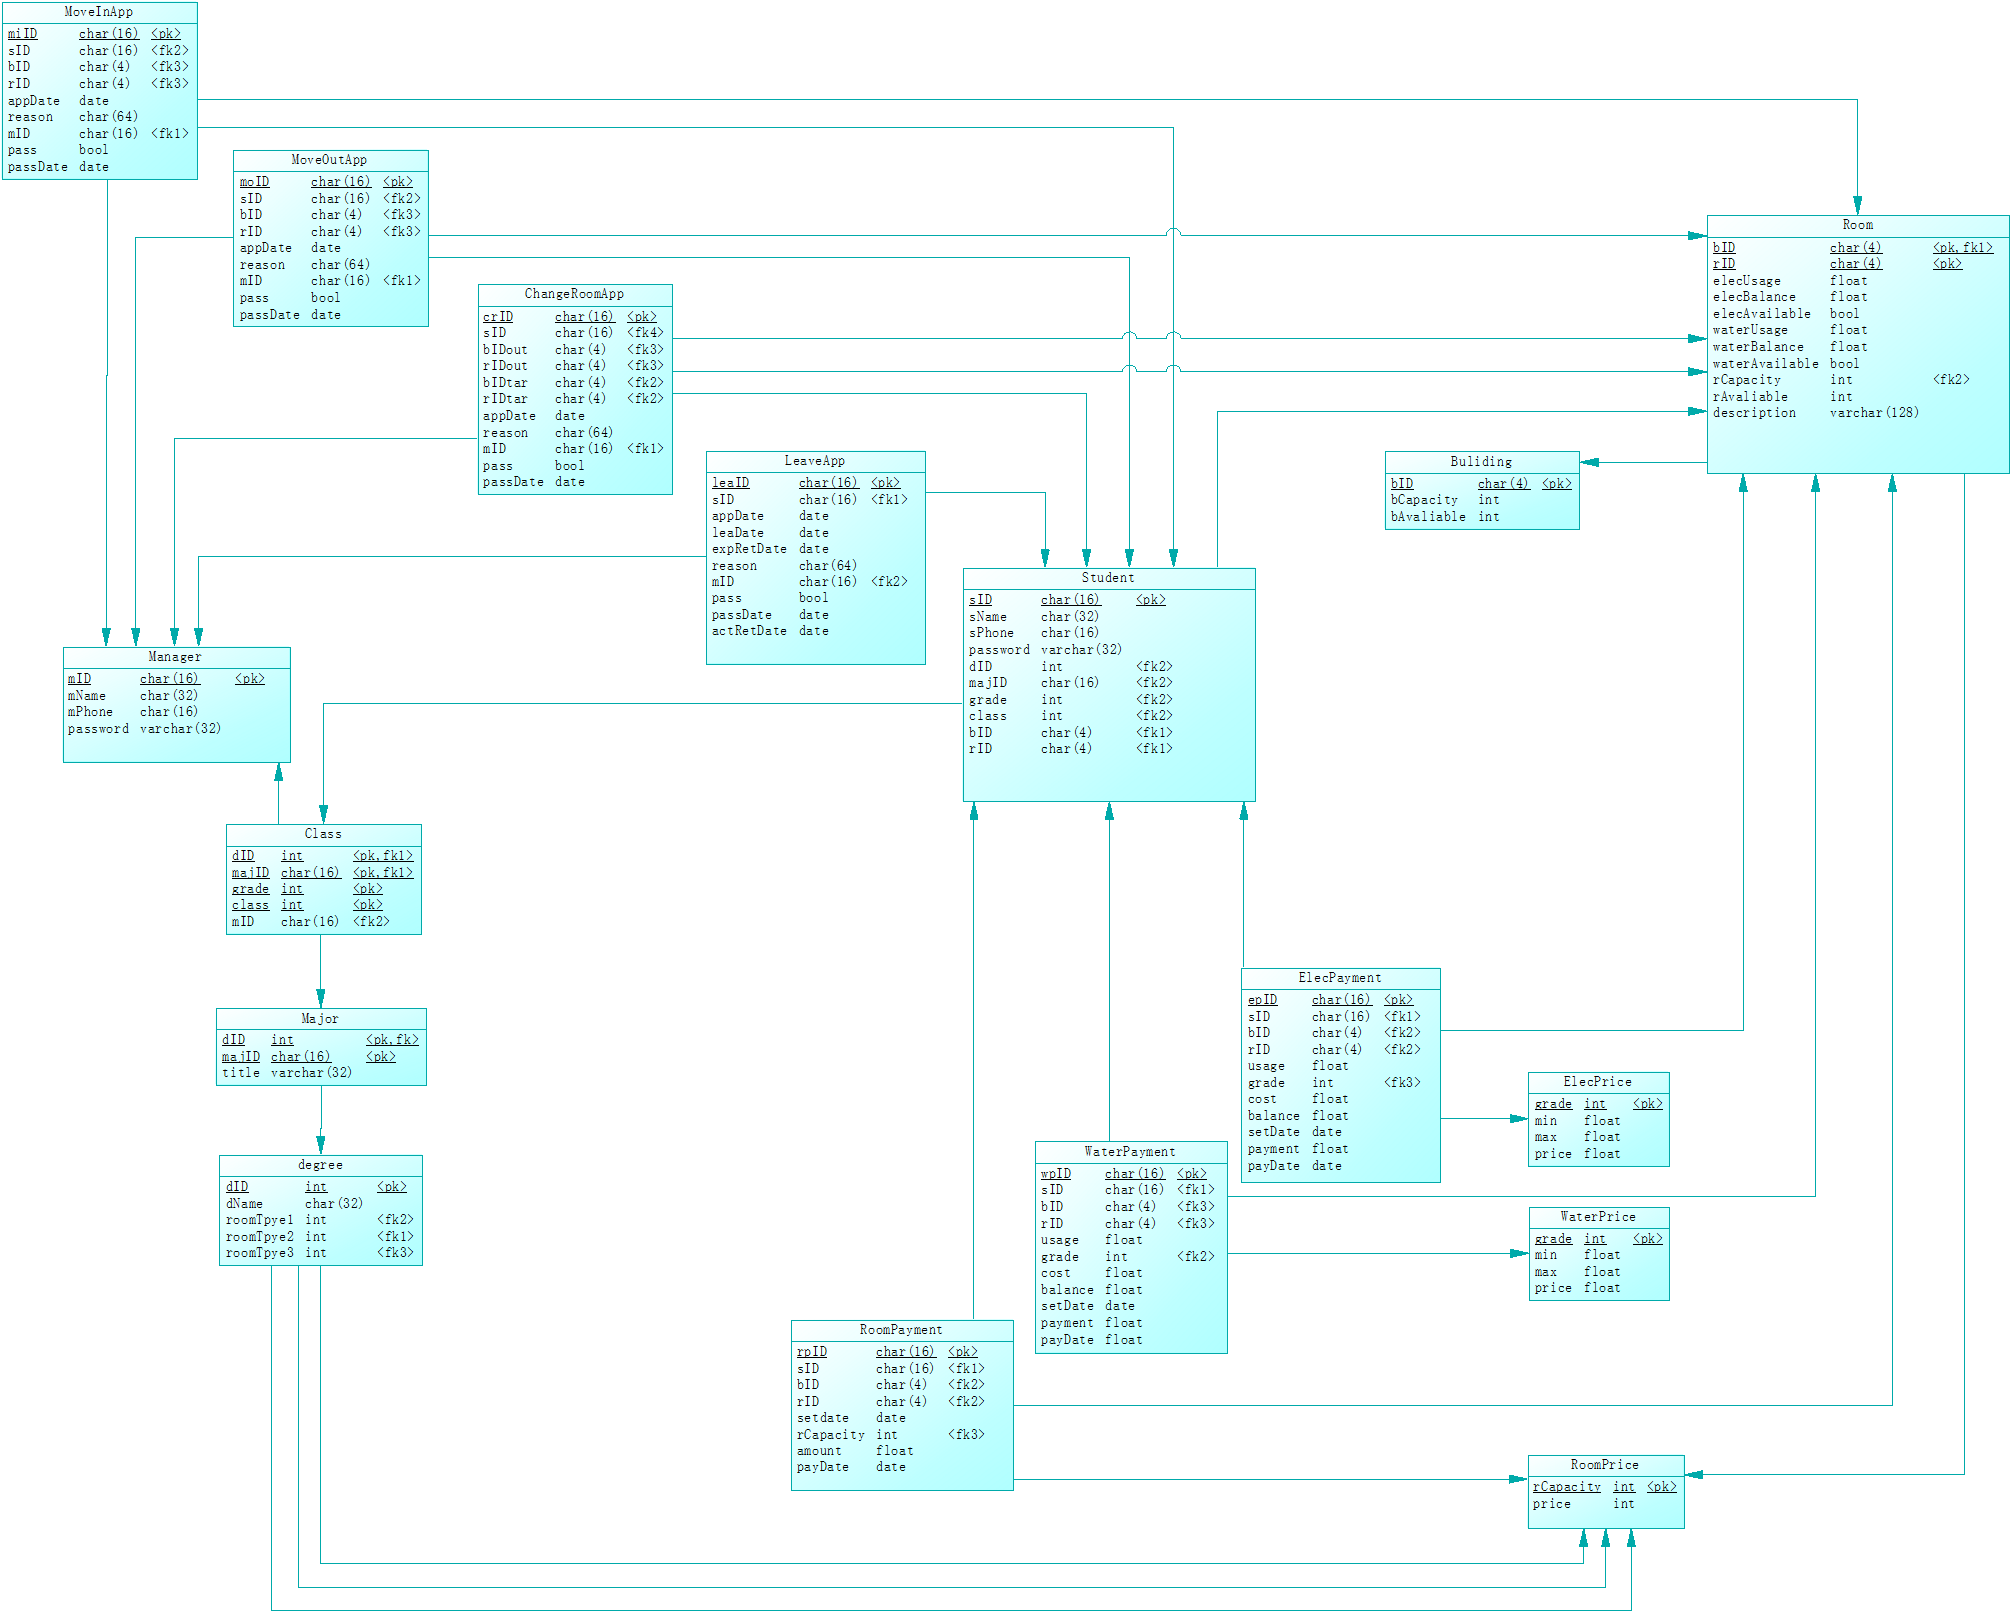 MoveInApp
miID char(16) <pk>
sID char(16) <fk2>
bID char(4) <fk3>
rID char(4) <fk3>
appDate date
reason char(64)
mID char(16) <fk1>
pass bool
passDate date
MoveOutApp
moID char(16) <pk>
sID char(16) <fk2>
bID char(4) <fk3>
rID char(4) <fk3>
appDate date
reason char(64)
mID char(16) <fk1>
pass bool
passDate date
Room
bID char(4) <pk,fk1>
rID char(4) <pk>
elecUsage float
elecBalance float
elecAvailable bool
waterUsage float
waterBalance float
waterAvailable bool
rCapacity int <fk2>
rAvaliable int
description varchar(128)
ChangeRoomApp
crID char(16) <pk>
sID char(16) <fk4>
bIDout char(4) <fk3>
rIDout char(4) <fk3>
bIDtar char(4) <fk2>
rIDtar char(4) <fk2>
appDate date
reason char(64)
mID char(16) <fk1>
pass bool
passDate date
LeaveApp
leaID char(16) <pk>
sID char(16) <fk1>
appDate date
leaDate date
expRetDate date
reason char(64)
mID char(16) <fk2>
pass bool
passDate date
actRetDate date
Buliding
bID char(4) <pk>
bCapacity int
bAvaliable int
Student
sID char(16) <pk>
sName char(32)
sPhone char(16)
password varchar(32)
dID int <fk2>
majID char(16) <fk2>
grade int <fk2>
class int <fk2>
bID char(4) <fk1>
rID char(4) <fk1>
Manager
mID char(16) <pk>
mName char(32)
mPhone char(16)
password varchar(32)
Class
dID int <pk,fk1>
majID char(16) <pk,fk1>
grade int <pk>
class int <pk>
mID char(16) <fk2>
Major
dID int <pk,fk>
majID char(16) <pk>
title varchar(32)
degree
dID int <pk>
dName char(32)
roomTpye1 int <fk2>
roomTpye2 int <fk1>
roomTpye3 int <fk3>
ElecPayment
epID char(16) <pk>
sID char(16) <fk1>
bID char(4) <fk2>
rID char(4) <fk2>
usage float
grade int <fk3>
cost float
balance float
setDate date
payment float
payDate date
ElecPrice
grade int <pk>
min float
max float
price float
WaterPayment
wpID char(16) <pk>
sID char(16) <fk1>
bID char(4) <fk3>
rID char(4) <fk3>
usage float
grade int <fk2>
cost float
balance float
setDate date
payment float
payDate float
WaterPrice
grade int <pk>
min float
max float
price float
RoomPayment
rpID char(16) <pk>
sID char(16) <fk1>
bID char(4) <fk2>
rID char(4) <fk2>
setdate date
rCapacity int <fk3>
amount float
payDate date
RoomPrice
rCapacity int <pk>
price int